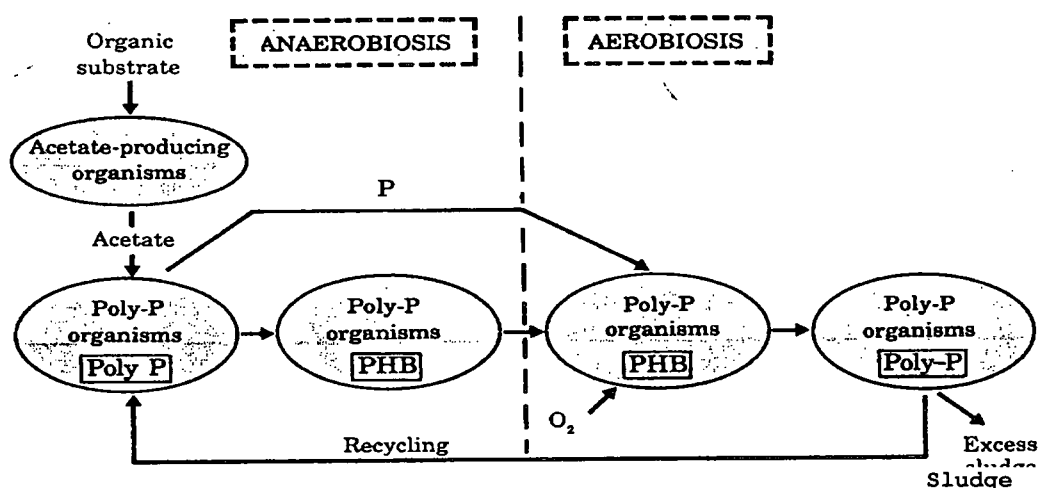 Organic
substrate
ANAEROBIOSIS
AEROBIOSIS
Acetate-producing
organisms
P
Acetate
Poly-P
organisms
Poly P
Poly-P
organisms
PHB
Poly-P
organisms
PHB
Poly-P
organisms
Poly-P
O₂
Recycling
Excess
sludge
Sludge